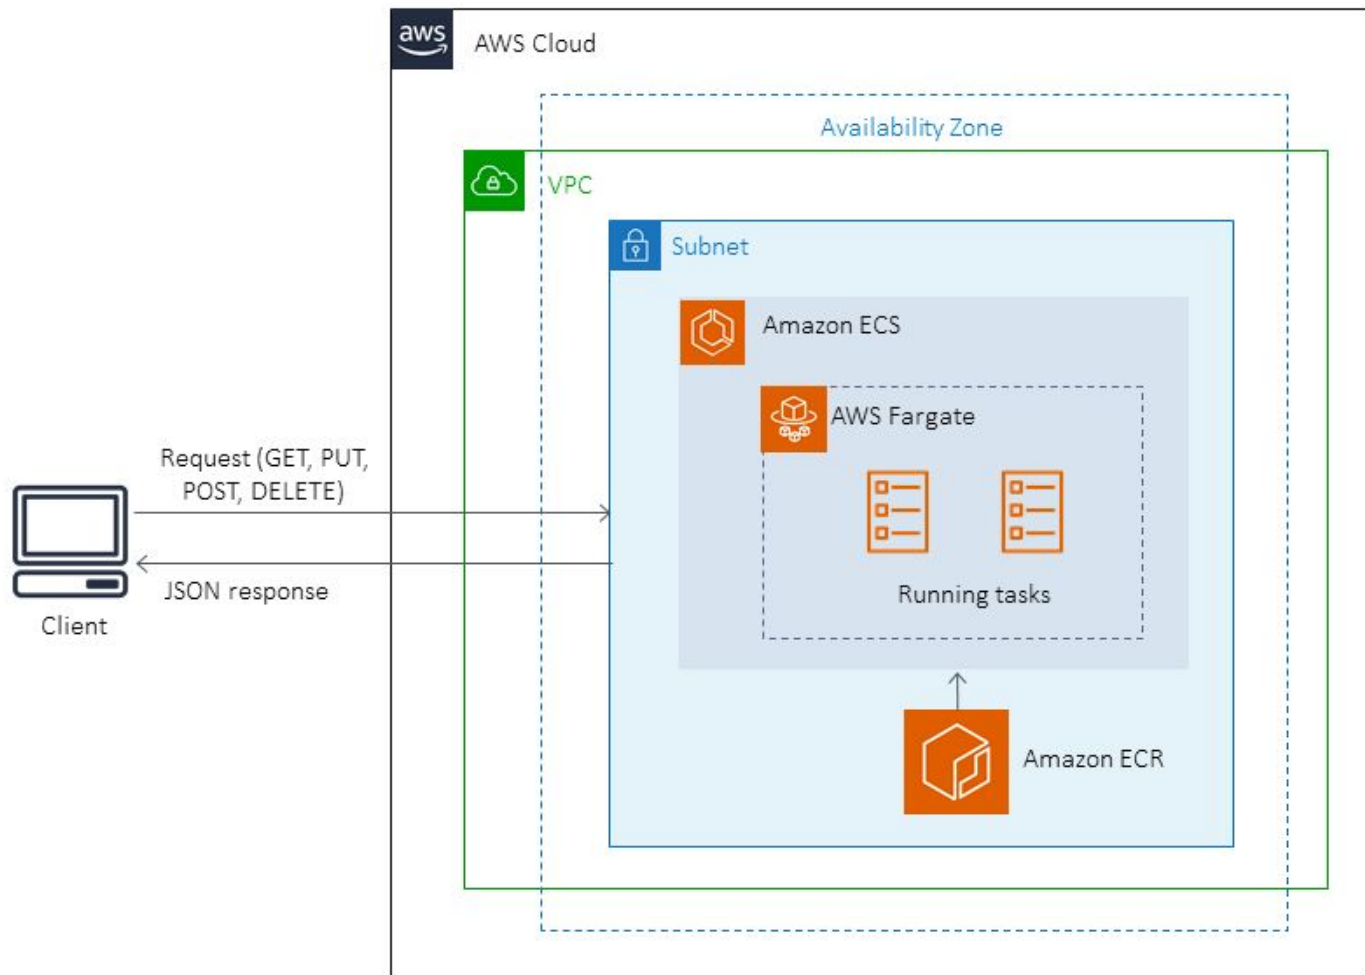 aws
AWS Cloud
Availability Zone
VPC
Subnet
Amazon ECS
AWS Fargate
Request (GET, PUT,
POST, DELETE)
JSON response
Client
Running tasks
Amazon ECR